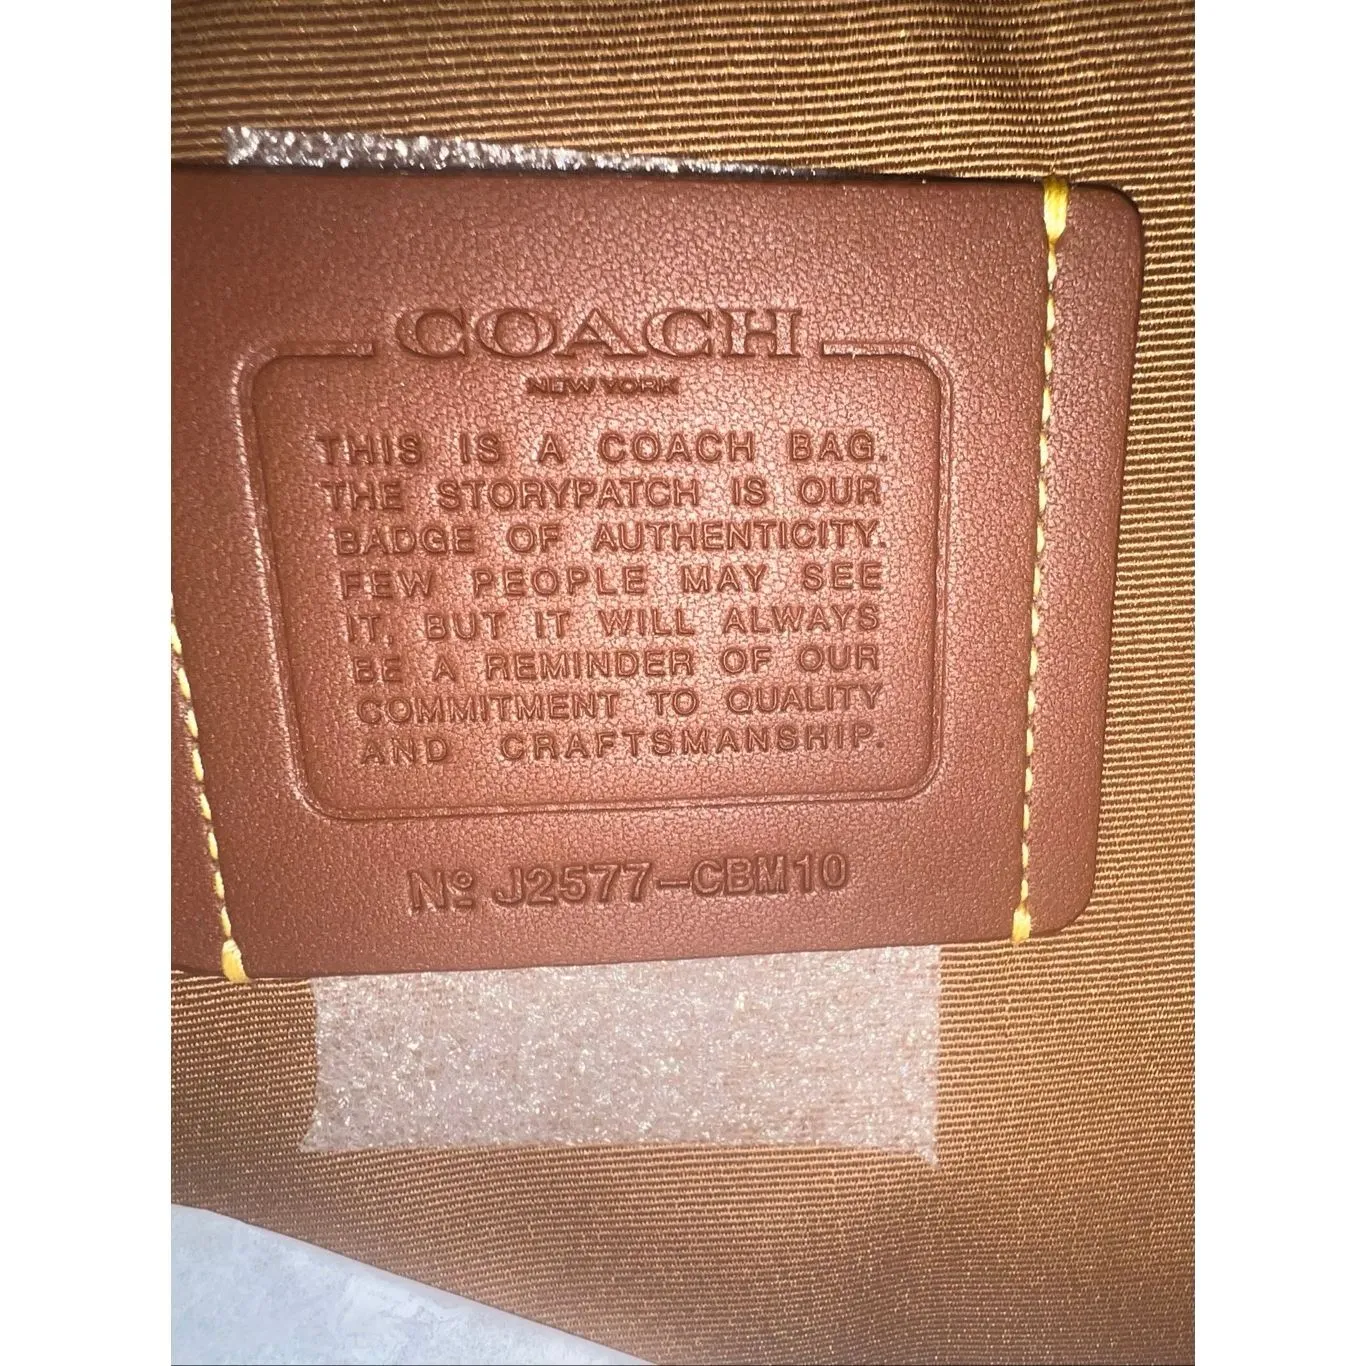 COACH
NEW YORK
THIS IS A COACH BAG.
THE STORYPATCH IS OUR
BADGE OF AUTHENTICITY.
FEW PEOPLE MAY SEE
IT, BUT IT WILL ALWAYS
BE A REMINDER OF OUR
COMMITMENT TO QUALITY
AND CRAFTSMANSHIP.
Nº J2577-CBM10